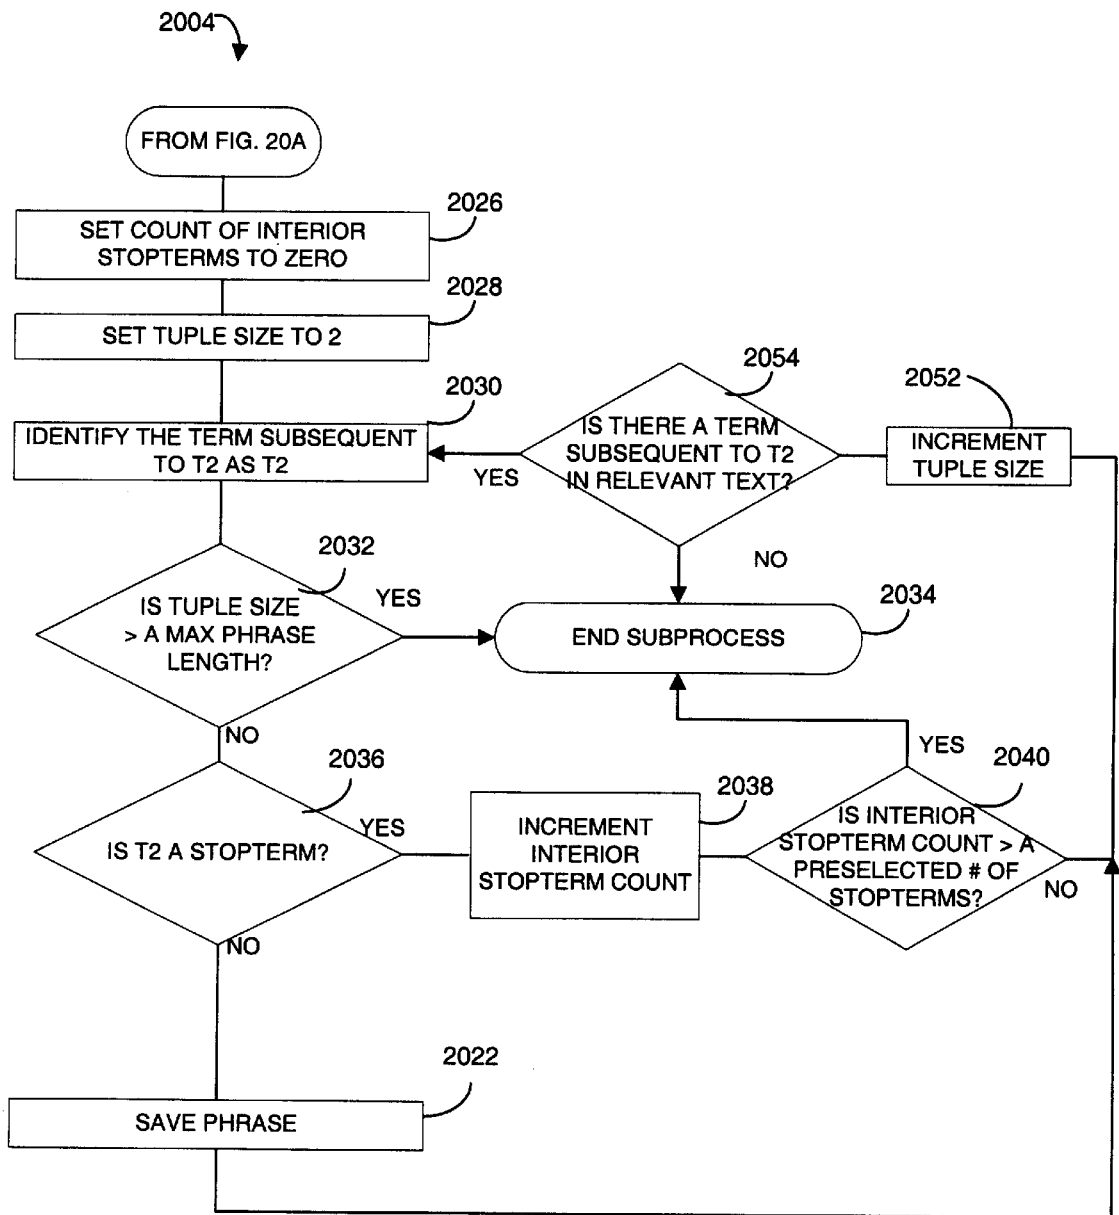 2004
FROM FIG. 20A
2026
SET COUNT OF INTERIOR
STOPTERMS TO ZERO
2028
SET TUPLE SIZE TO 2
2030
IDENTIFY THE TERM SUBSEQUENT
TO T2 AS T2
2054
IS THERE A TERM
SUBSEQUENT TO T2
IN RELEVANT TEXT?
YES
NO
2052
INCREMENT
TUPLE SIZE
2032
IS TUPLE SIZE
> A MAX PHRASE
LENGTH?
YES
NO
2034
END SUBPROCESS
2036
IS T2 A STOPTERM?
YES
NO
2038
INCREMENT
INTERIOR
STOPTERM COUNT
2040
IS INTERIOR
STOPTERM COUNT > A
PRESELECTED # OF
STOPTERMS?
YES
NO
2022
SAVE PHRASE